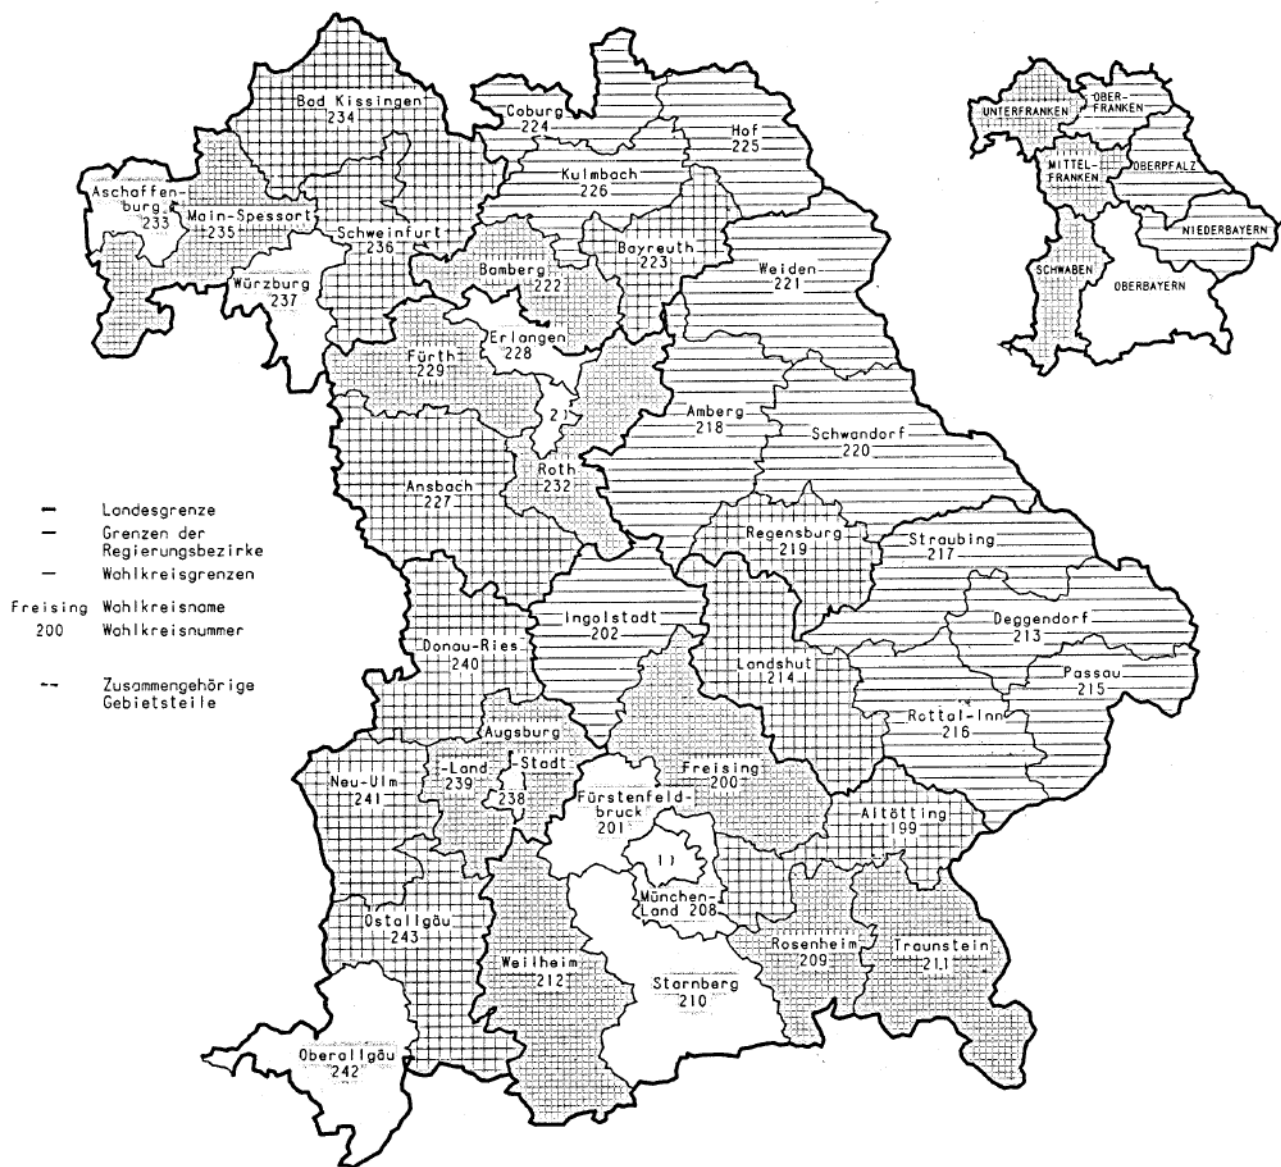 Bad Kissingen
234
Coburg
224
Hof
225
Kulmbach
226
Aschaffen-
burg
233
Main-Spessart
235
Schweinfurt
236
Würzburg
237
Bamberg
222
Bayreuth
223
Weiden
221
Erlangen
228
Fürth
229
2)
Amberg
218
Schwandorf
220
Roth
232
Ansbach
227
Regensburg
219
Straubing
217
Ingolstadt
202
Deggendorf
213
Donau-Ries
240
Landshut
214
Passau
215
Rottal-Inn
216
Augsburg
-Land
239
-Stadt
238
Neu-Ulm
241
Freising
200
Fürstenfeld-
bruck
201
Altötting
199
1)
München-
Land 208
Ostallgäu
243
Weilheim
212
Starnberg
210
Rosenheim
209
Traunstein
211
Oberallgäu
242
UNTERFRANKEN
OBER-
FRANKEN
MITTEL-
FRANKEN
OBERPFALZ
NIEDERBAYERN
SCHWABEN
OBERBAYERN
Landesgrenze
Grenzen der
Regierungsbezirke
Wahlkreisgrenzen
Freising Wahlkreisname
200 Wahlkreisnummer
Zusammengehörige
Gebietsteile